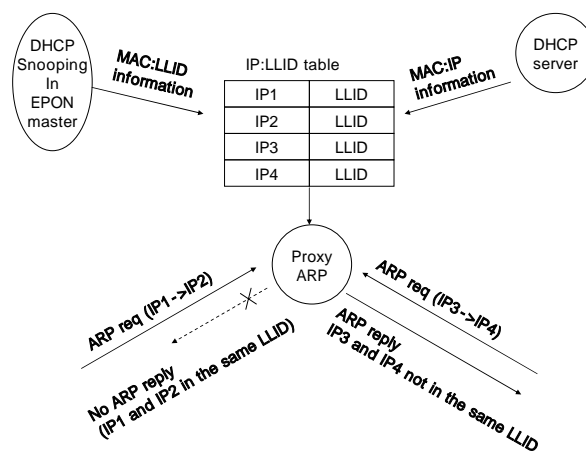 DHCP
Snooping
In
EPON
master
MAC:LLID
information
IP:LLID table
MAC:IP
information
DHCP
server
IP1 LLID
IP2 LLID
IP3 LLID
IP4 LLID
Proxy
ARP
ARP req (IP1->IP2)
No ARP reply
(IP1 and IP2 in the same LLID)
ARP req (IP3->IP4)
ARP reply
IP3 and IP4 not in the same LLID